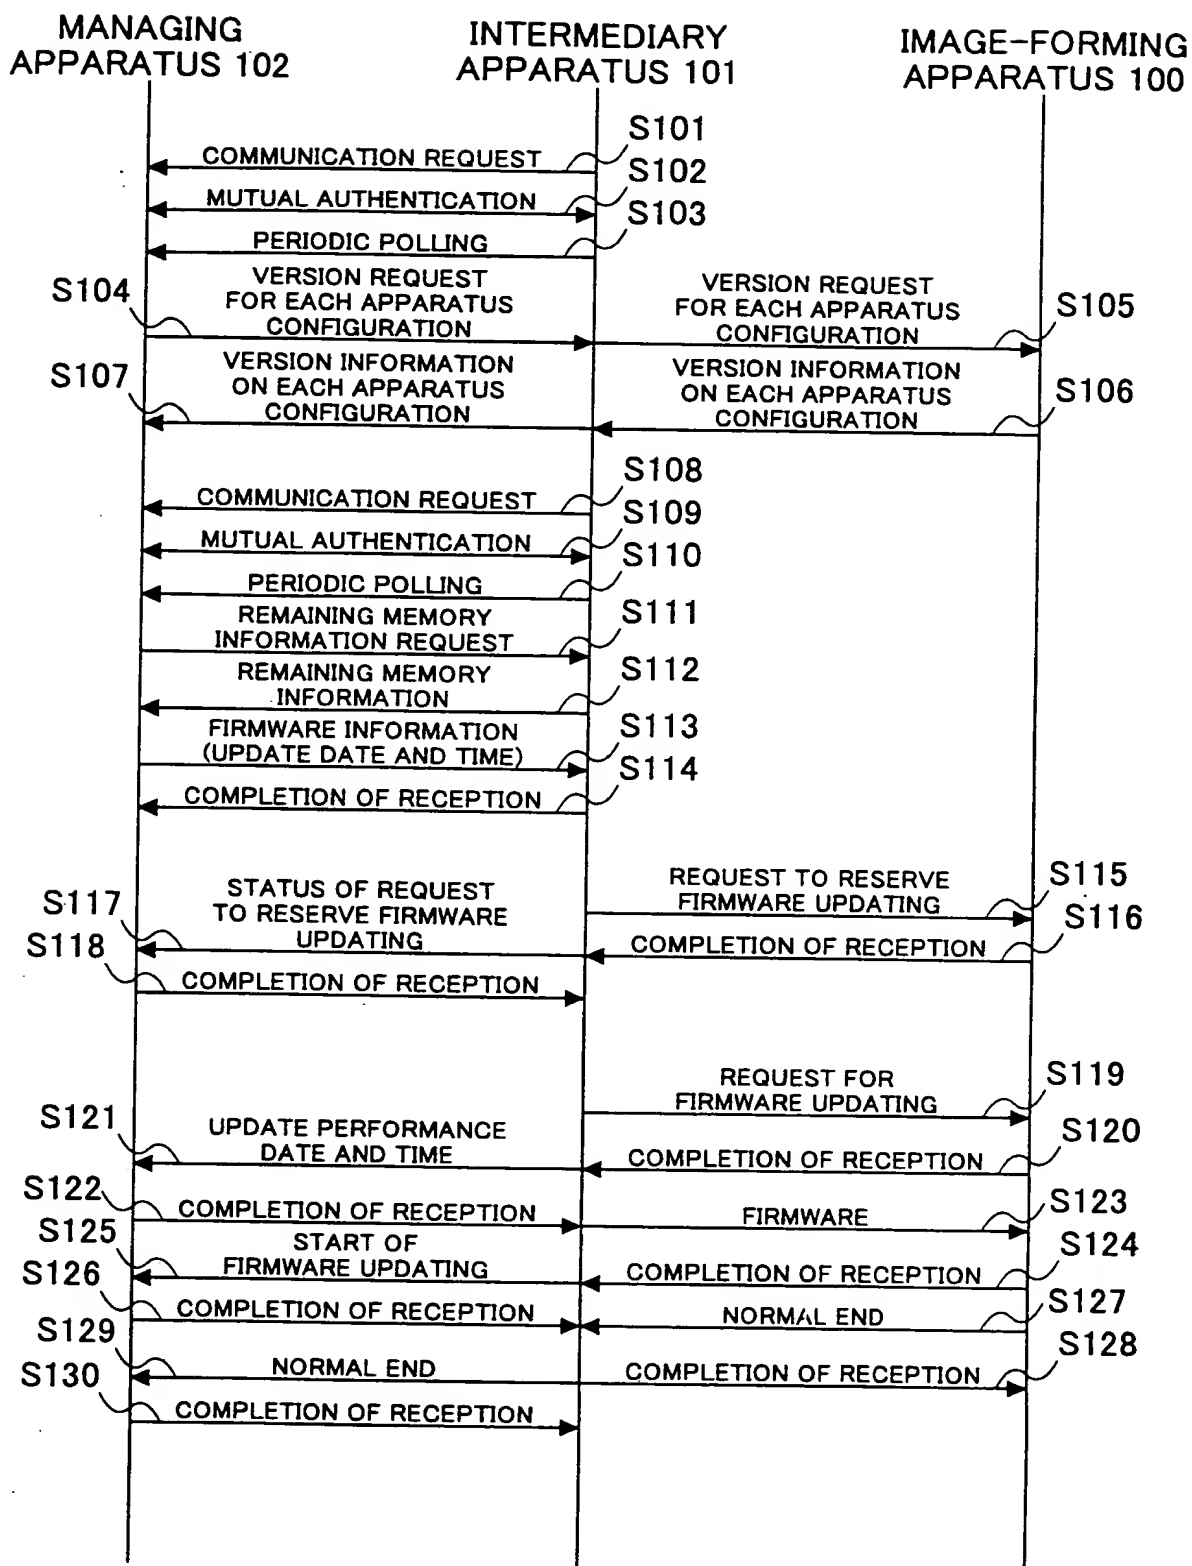 MANAGING
APPARATUS 102
INTERMEDIARY
APPARATUS 101
IMAGE-FORMING
APPARATUS 100
S101
COMMUNICATION REQUEST
S102
MUTUAL AUTHENTICATION
S103
PERIODIC POLLING
S104
VERSION REQUEST
FOR EACH APPARATUS
CONFIGURATION
VERSION REQUEST
FOR EACH APPARATUS
CONFIGURATION
S105
S107
VERSION INFORMATION
ON EACH APPARATUS
CONFIGURATION
VERSION INFORMATION
ON EACH APPARATUS
CONFIGURATION
S106
S108
COMMUNICATION REQUEST
S109
MUTUAL AUTHENTICATION
S110
PERIODIC POLLING
S111
REMAINING MEMORY
INFORMATION REQUEST
S112
REMAINING MEMORY
INFORMATION
S113
FIRMWARE INFORMATION
(UPDATE DATE AND TIME)
S114
COMPLETION OF RECEPTION
REQUEST TO RESERVE
FIRMWARE UPDATING
S115
S117
STATUS OF REQUEST
TO RESERVE FIRMWARE
UPDATING
COMPLETION OF RECEPTION
S116
S118
COMPLETION OF RECEPTION
REQUEST FOR
FIRMWARE UPDATING
S119
S121
UPDATE PERFORMANCE
DATE AND TIME
COMPLETION OF RECEPTION
S120
S122
COMPLETION OF RECEPTION
FIRMWARE
S123
S125
START OF
FIRMWARE UPDATING
COMPLETION OF RECEPTION
S124
S126
COMPLETION OF RECEPTION
NORMAL END
S127
S129
NORMAL END
COMPLETION OF RECEPTION
S128
S130
COMPLETION OF RECEPTION